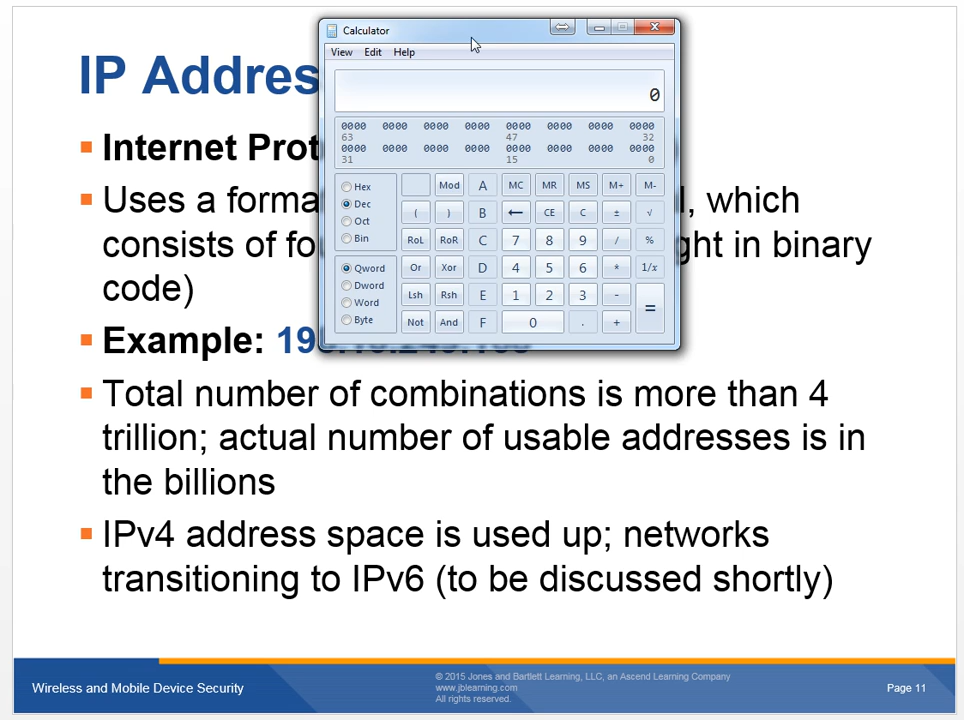 IP Addres
Calculator
View Edit Help
0
0000 0000 0000 0000 0000 0000 0000 0000
63 47 32
0000 0000 0000 0000 0000 0000 0000 0000
31 15 0
Hex Mod A MC MR MS M+ M-
Dec ( ) B ← CE C ± √
Oct
Bin RoL RoR C 7 8 9 / %
Qword Or Xor D 4 5 6 * 1/x
Dword
Word Lsh Rsh E 1 2 3 - =
Byte Not And F 0 . +
Internet Prot
Uses a forma , which
consists of fo ght in binary
code)
Example: 19
Total number of combinations is more than 4
trillion; actual number of usable addresses is in
the billions
IPv4 address space is used up; networks
transitioning to IPv6 (to be discussed shortly)
Wireless and Mobile Device Security
© 2015 Jones and Bartlett Learning, LLC, an Ascend Learning Company
www.jblearning.com
All rights reserved.
Page 11